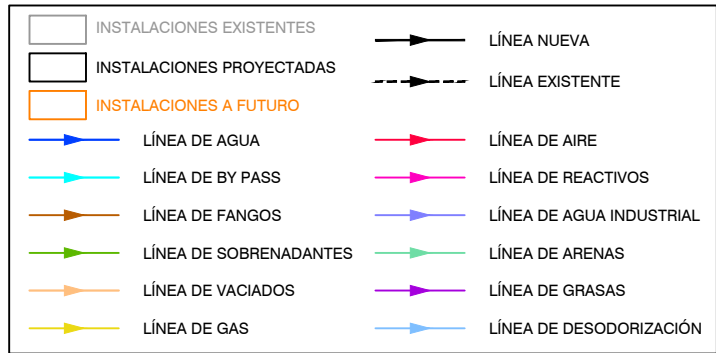 INSTALACIONES EXISTENTES
INSTALACIONES PROYECTADAS
INSTALACIONES A FUTURO
LÍNEA NUEVA
LÍNEA EXISTENTE
LÍNEA DE AGUA
LÍNEA DE BY PASS
LÍNEA DE FANGOS
LÍNEA DE SOBRENADANTES
LÍNEA DE VACIADOS
LÍNEA DE GAS
LÍNEA DE AIRE
LÍNEA DE REACTIVOS
LÍNEA DE AGUA INDUSTRIAL
LÍNEA DE ARENAS
LÍNEA DE GRASAS
LÍNEA DE DESODORIZACIÓN